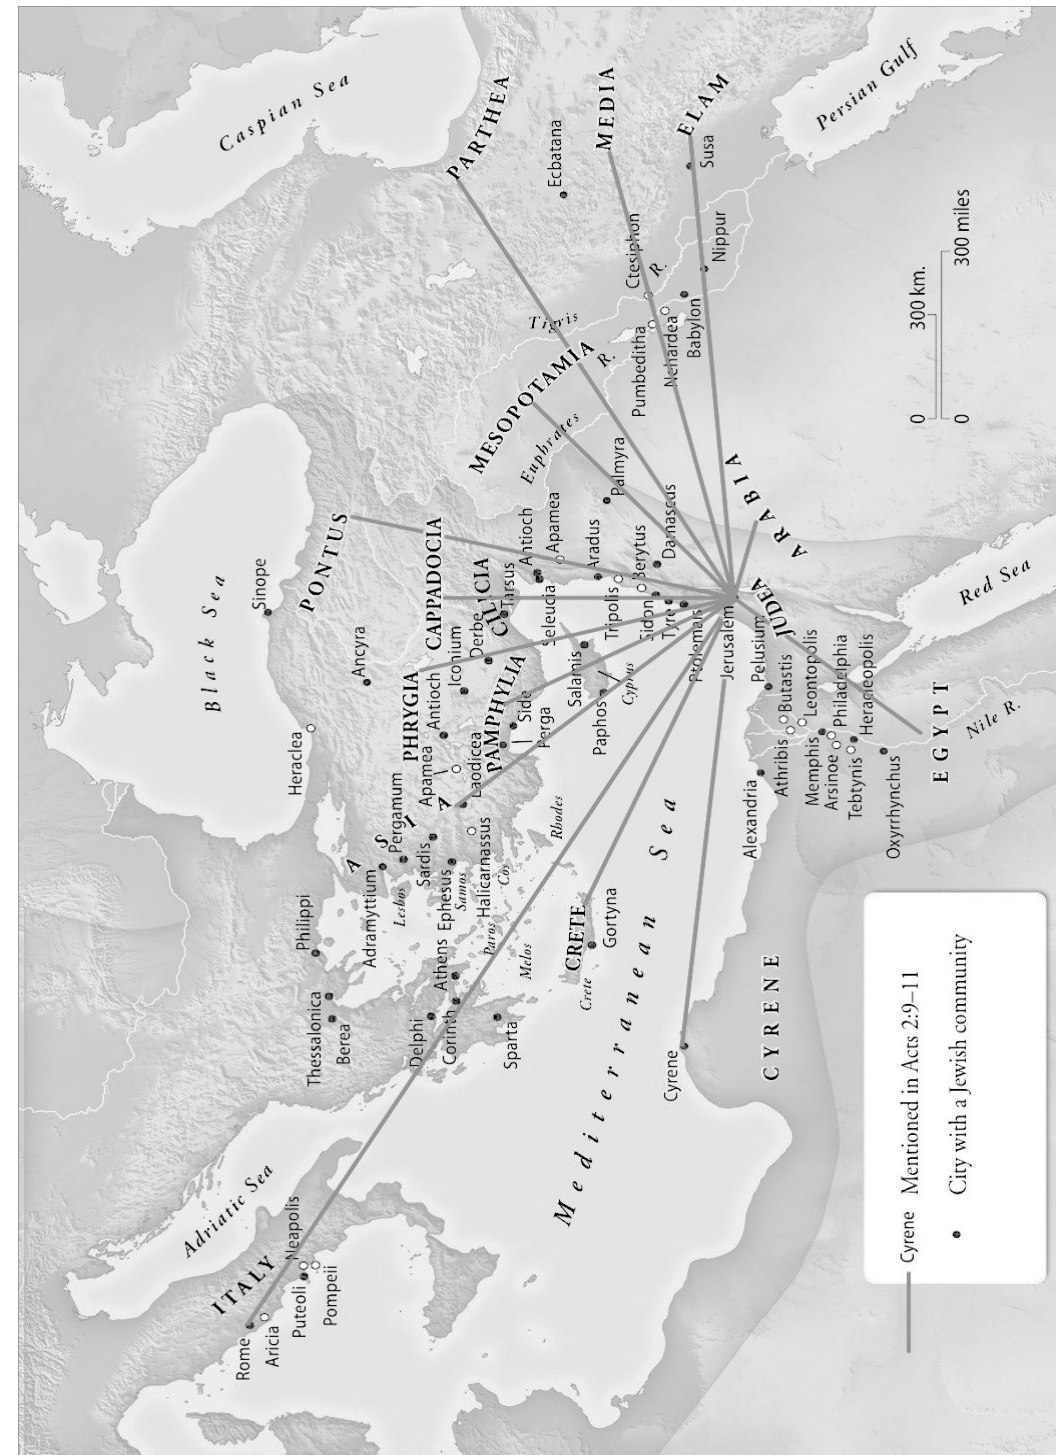 Caspian Sea
Black Sea
Adriatic Sea
Mediterranean Sea
Red Sea
Persian Gulf
PARTHEA
MEDIA
ELAM
MESOPOTAMIA
PONTUS
CAPPADOCIA
CILICIA
PHRYGIA
PAMPHYLIA
ASIA
ITALY
CRETE
CYRENE
EGYPT
JUDEA
ARABIA
Tigris R.
Euphrates R.
Nile R.
Rome
Aricia
Puteoli
Neapolis
Pompeii
Philippi
Thessalonica
Berea
Delphi
Corinth
Athens
Sparta
Adramyttium
Pergamum
Sardis
Ephesus
Halicarnassus
Laodicea
Apamea
Antioch
Iconium
Derbe
Tarsus
Side
Perga
Heraclea
Ancyra
Sinope
Lesbos
Samos
Cos
Paros
Melos
Rhodes
Crete
Gortyna
Cyprus
Salamis
Paphos
Antioch
Apamea
Seleucia
Aradus
Tripolis
Berytus
Sidon
Tyre
Damascus
Ptolemais
Palmyra
Jerusalem
Ecbatana
Susa
Nippur
Ctesiphon
Pumbeditha
Nehardea
Babylon
Pelusium
Butastis
Leontopolis
Athribis
Memphis
Philadelphia
Arsinoe
Heracleopolis
Tebtynis
Oxyrrhynchus
Alexandria
Cyrene
0 300 km.
0 300 miles
Cyrene Mentioned in Acts 2:9–11
City with a Jewish community